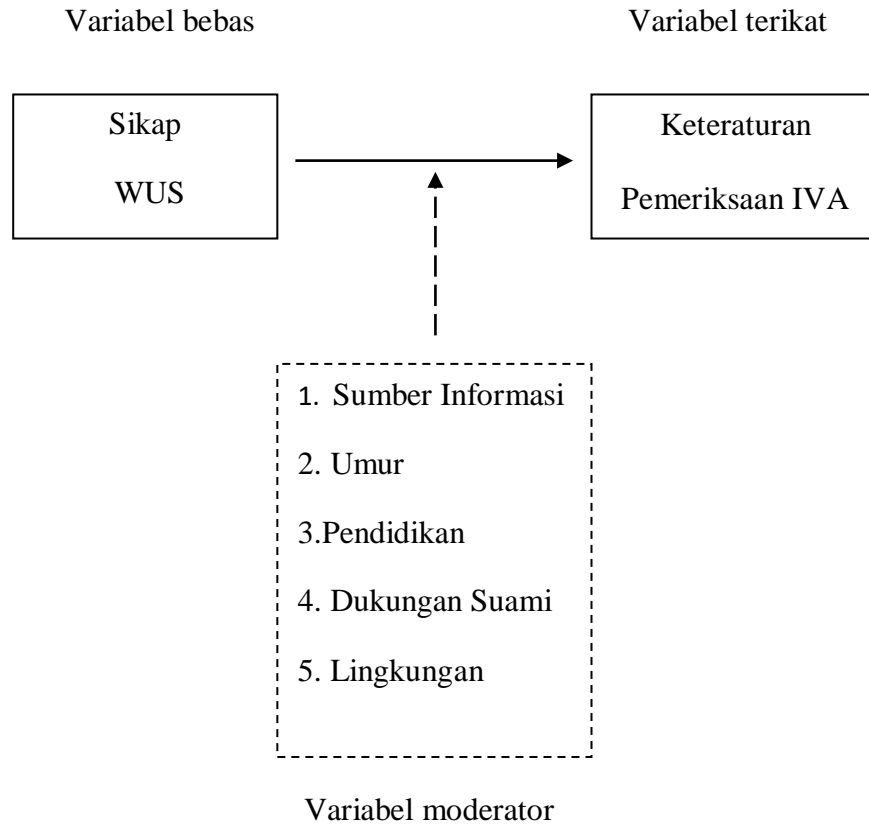 Variabel bebas
Variabel terikat
Sikap
WUS
Keteraturan
Pemeriksaan IVA
1. Sumber Informasi
2. Umur
3.Pendidikan
4. Dukungan Suami
5. Lingkungan
Variabel moderator